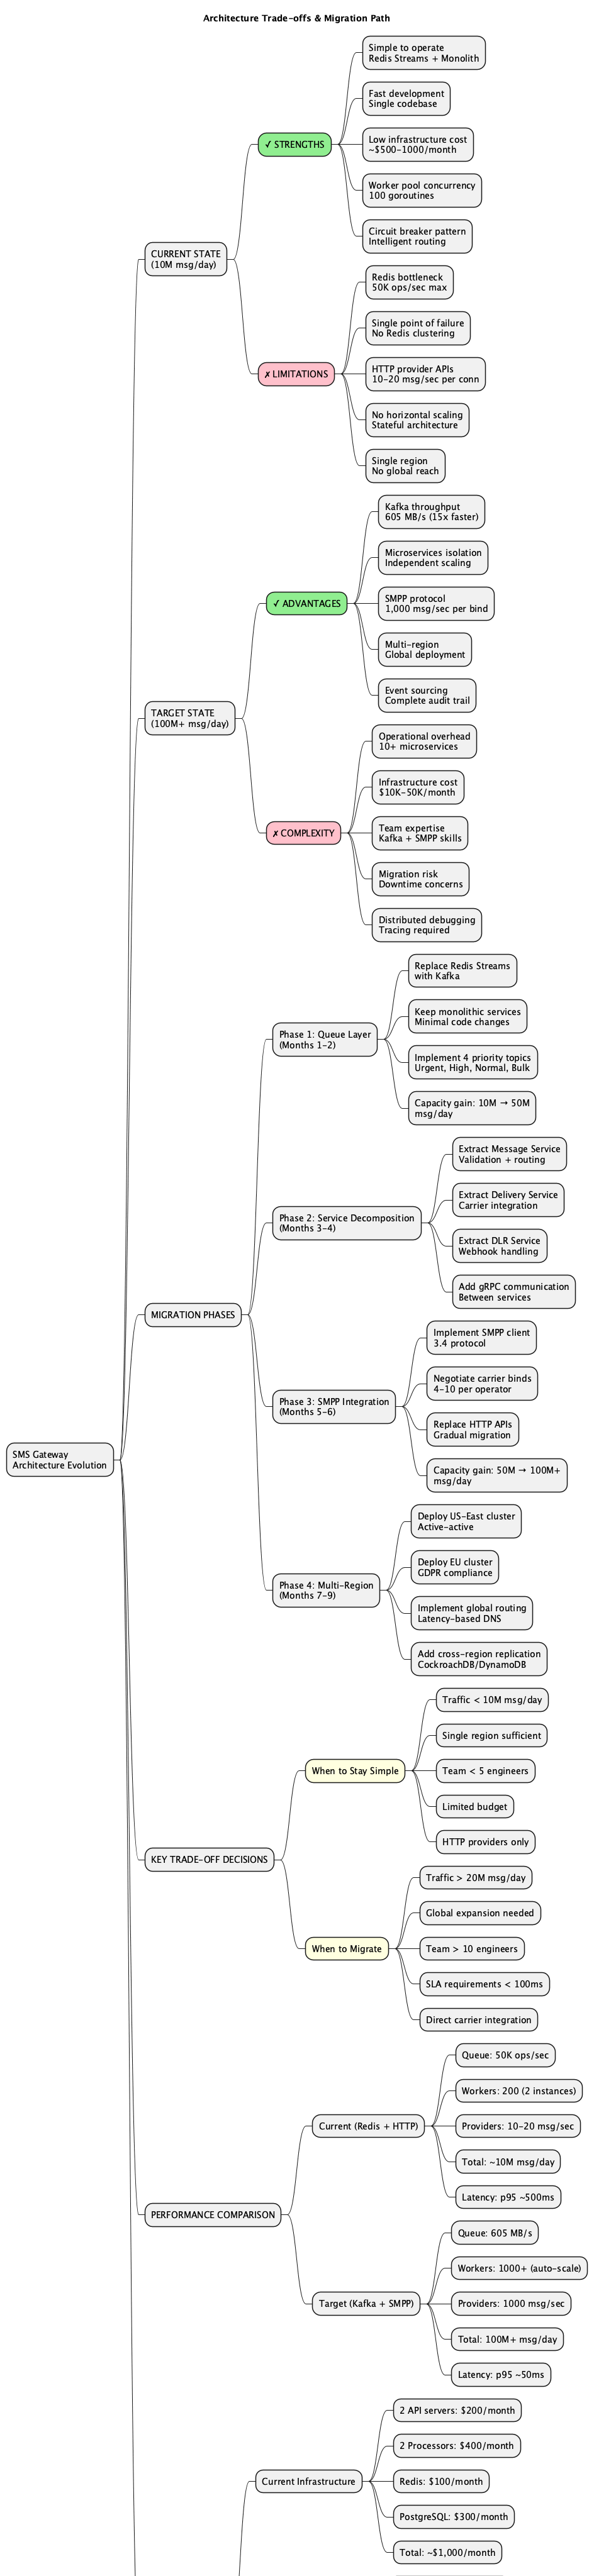 Architecture Trade-offs & Migration Path
SMS Gateway
Architecture Evolution
CURRENT STATE
(10M msg/day)
✓ STRENGTHS
Simple to operate
Redis Streams + Monolith
Fast development
Single codebase
Low infrastructure cost
~$500-1000/month
Worker pool concurrency
100 goroutines
Circuit breaker pattern
Intelligent routing
✗ LIMITATIONS
Redis bottleneck
50K ops/sec max
Single point of failure
No Redis clustering
HTTP provider APIs
10-20 msg/sec per conn
No horizontal scaling
Stateful architecture
Single region
No global reach
TARGET STATE
(100M+ msg/day)
✓ ADVANTAGES
Kafka throughput
605 MB/s (15x faster)
Microservices isolation
Independent scaling
SMPP protocol
1,000 msg/sec per bind
Multi-region
Global deployment
Event sourcing
Complete audit trail
✗ COMPLEXITY
Operational overhead
10+ microservices
Infrastructure cost
$10K-50K/month
Team expertise
Kafka + SMPP skills
Migration risk
Downtime concerns
Distributed debugging
Tracing required
MIGRATION PHASES
Phase 1: Queue Layer
(Months 1-2)
Replace Redis Streams
with Kafka
Keep monolithic services
Minimal code changes
Implement 4 priority topics
Urgent, High, Normal, Bulk
Capacity gain: 10M → 50M
msg/day
Phase 2: Service Decomposition
(Months 3-4)
Extract Message Service
Validation + routing
Extract Delivery Service
Carrier integration
Extract DLR Service
Webhook handling
Add gRPC communication
Between services
Phase 3: SMPP Integration
(Months 5-6)
Implement SMPP client
3.4 protocol
Negotiate carrier binds
4-10 per operator
Replace HTTP APIs
Gradual migration
Capacity gain: 50M → 100M+
msg/day
Phase 4: Multi-Region
(Months 7-9)
Deploy US-East cluster
Active-active
Deploy EU cluster
GDPR compliance
Implement global routing
Latency-based DNS
Add cross-region replication
CockroachDB/DynamoDB
KEY TRADE-OFF DECISIONS
When to Stay Simple
Traffic < 10M msg/day
Single region sufficient
Team < 5 engineers
Limited budget
HTTP providers only
When to Migrate
Traffic > 20M msg/day
Global expansion needed
Team > 10 engineers
SLA requirements < 100ms
Direct carrier integration
PERFORMANCE COMPARISON
Current (Redis + HTTP)
Queue: 50K ops/sec
Workers: 200 (2 instances)
Providers: 10-20 msg/sec
Total: ~10M msg/day
Latency: p95 ~500ms
Target (Kafka + SMPP)
Queue: 605 MB/s
Workers: 1000+ (auto-scale)
Providers: 1000 msg/sec
Total: 100M+ msg/day
Latency: p95 ~50ms
Current Infrastructure
2 API servers: $200/month
2 Processors: $400/month
Redis: $100/month
PostgreSQL: $300/month
Total: ~$1,000/month